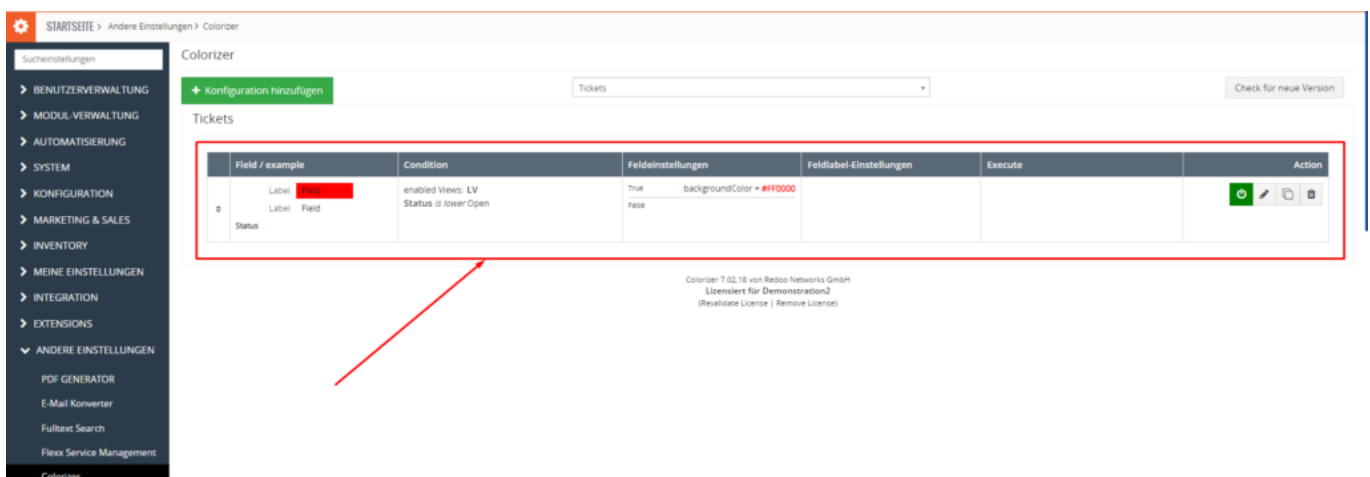 STARTSEITE > Andere Einstellungen > Colorizer
Sucheinstellungen
Colorizer
BENUTZERVERWALTUNG
+ Konfiguration hinzufügen
Tickets
Check für neue Version
MODUL-VERWALTUNG
Tickets
AUTOMATISIERUNG
SYSTEM
KONFIGURATION
MARKETING & SALES
INVENTORY
MEINE EINSTELLUNGEN
INTEGRATION
EXTENSIONS
ANDERE EINSTELLUNGEN
PDF GENERATOR
E-Mail Konverter
Fulltext Search
Flexx Service Management
Colorizer
Field / example
Condition
Feldeinstellungen
Feldlabel-Einstellungen
Execute
Action
Label Field
Label Field
Status
enabled Views: LV
Status is lower Open
True backgroundColor = #FF0000
False
Colorizer 7.02.18 von Redoo Networks GmbH
Lizensiert für Demonstration2
(Revalidate License | Remove License)